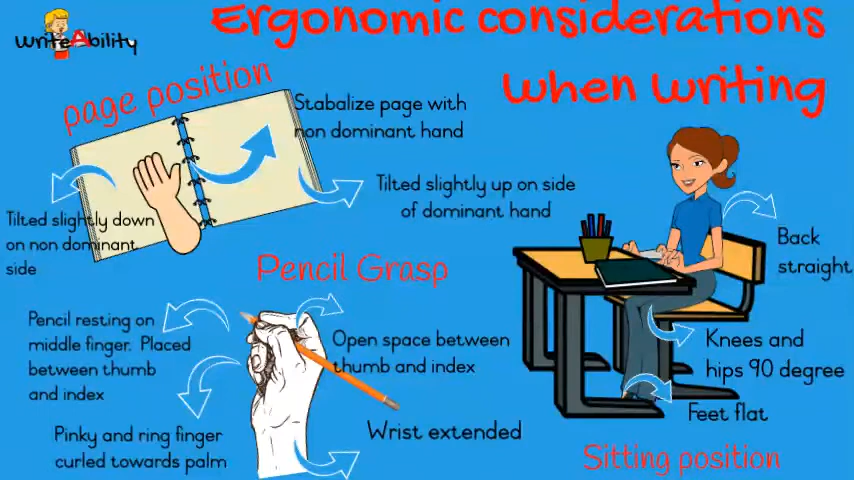 writeAbility
Ergonomic considerations
when writing
page position
Stabalize page with
non dominant hand
Tilted slightly up on side
of dominant hand
Tilted slightly down
on non dominant
side
Pencil Grasp
Pencil resting on
middle finger. Placed
between thumb
and index
Open space between
thumb and index
Pinky and ring finger
curled towards palm
Wrist extended
Back
straight
Knees and
hips 90 degree
Feet flat
Sitting position